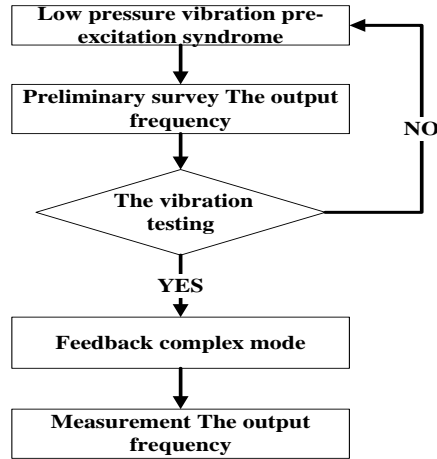 Low pressure vibration pre-
excitation syndrome
Preliminary survey The output
frequency
NO
The vibration
testing
YES
Feedback complex mode
Measurement The output
frequency